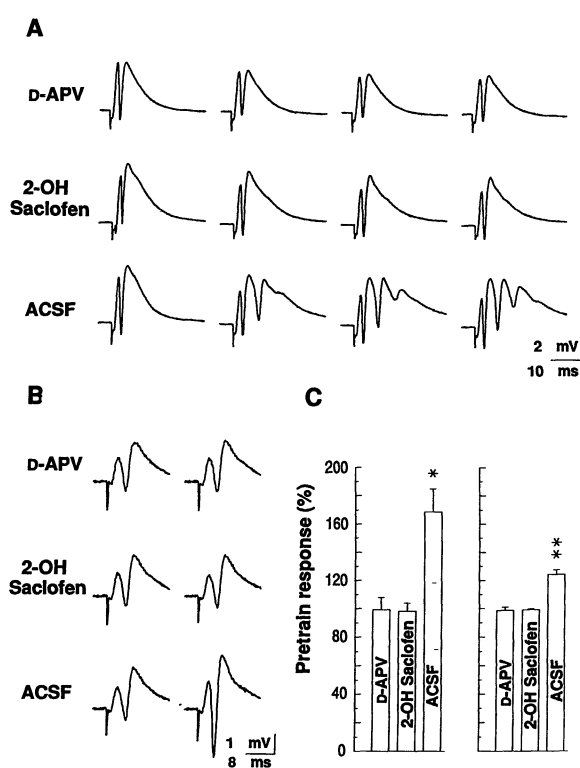 A
D-APV
2-OH
Saclofen
ACSF
2 mV
10 ms
B
D-APV
2-OH
Saclofen
ACSF
1 mV
8 ms
C
Pretrain response (%)
200
160
120
80
40
0
*
**
D-APV
2-OH Saclofen
ACSF
D-APV
2-OH Saclofen
ACSF